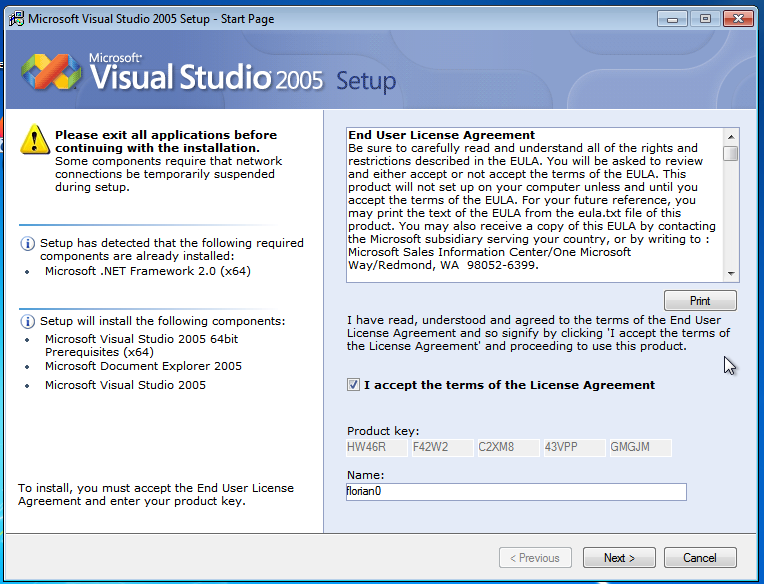 Microsoft Visual Studio 2005 Setup - Start Page
Microsoft®
Visual Studio 2005 Setup
Please exit all applications before
continuing with the installation.
Some components require that network
connections be temporarily suspended
during setup.
Setup has detected that the following required
components are already installed:
• Microsoft .NET Framework 2.0 (x64)
Setup will install the following components:
• Microsoft Visual Studio 2005 64bit
Prerequisites (x64)
• Microsoft Document Explorer 2005
• Microsoft Visual Studio 2005
To install, you must accept the End User License
Agreement and enter your product key.
End User License Agreement
Be sure to carefully read and understand all of the rights and
restrictions described in the EULA. You will be asked to review
and either accept or not accept the terms of the EULA. This
product will not set up on your computer unless and until you
accept the terms of the EULA. For your future reference, you
may print the text of the EULA from the eula.txt file of this
product. You may also receive a copy of this EULA by contacting
the Microsoft subsidiary serving your country, or by writing to :
Microsoft Sales Information Center/One Microsoft
Way/Redmond, WA  98052-6399.
Print
I have read, understood and agreed to the terms of the End User
License Agreement and so signify by clicking 'I accept the terms of
the License Agreement' and proceeding to use this product.
I accept the terms of the License Agreement
Product key:
HW46R F42W2 C2XM8 43VPP GMGJM
Name:
florian0
< Previous Next > Cancel